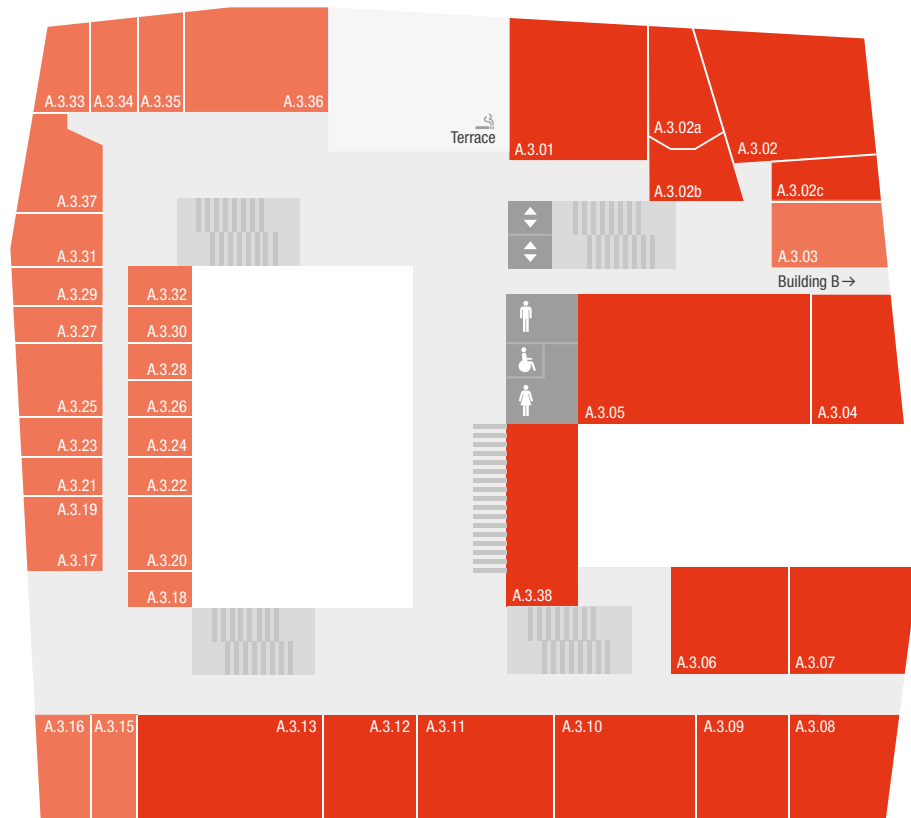 A.3.33
A.3.34
A.3.35
A.3.36
Terrace
A.3.01
A.3.02a
A.3.02
A.3.02b
A.3.02c
A.3.03
Building B→
A.3.37
A.3.31
A.3.29
A.3.27
A.3.25
A.3.23
A.3.21
A.3.19
A.3.17
A.3.32
A.3.30
A.3.28
A.3.26
A.3.24
A.3.22
A.3.20
A.3.18
A.3.05
A.3.04
A.3.38
A.3.06
A.3.07
A.3.16
A.3.15
A.3.13
A.3.12
A.3.11
A.3.10
A.3.09
A.3.08